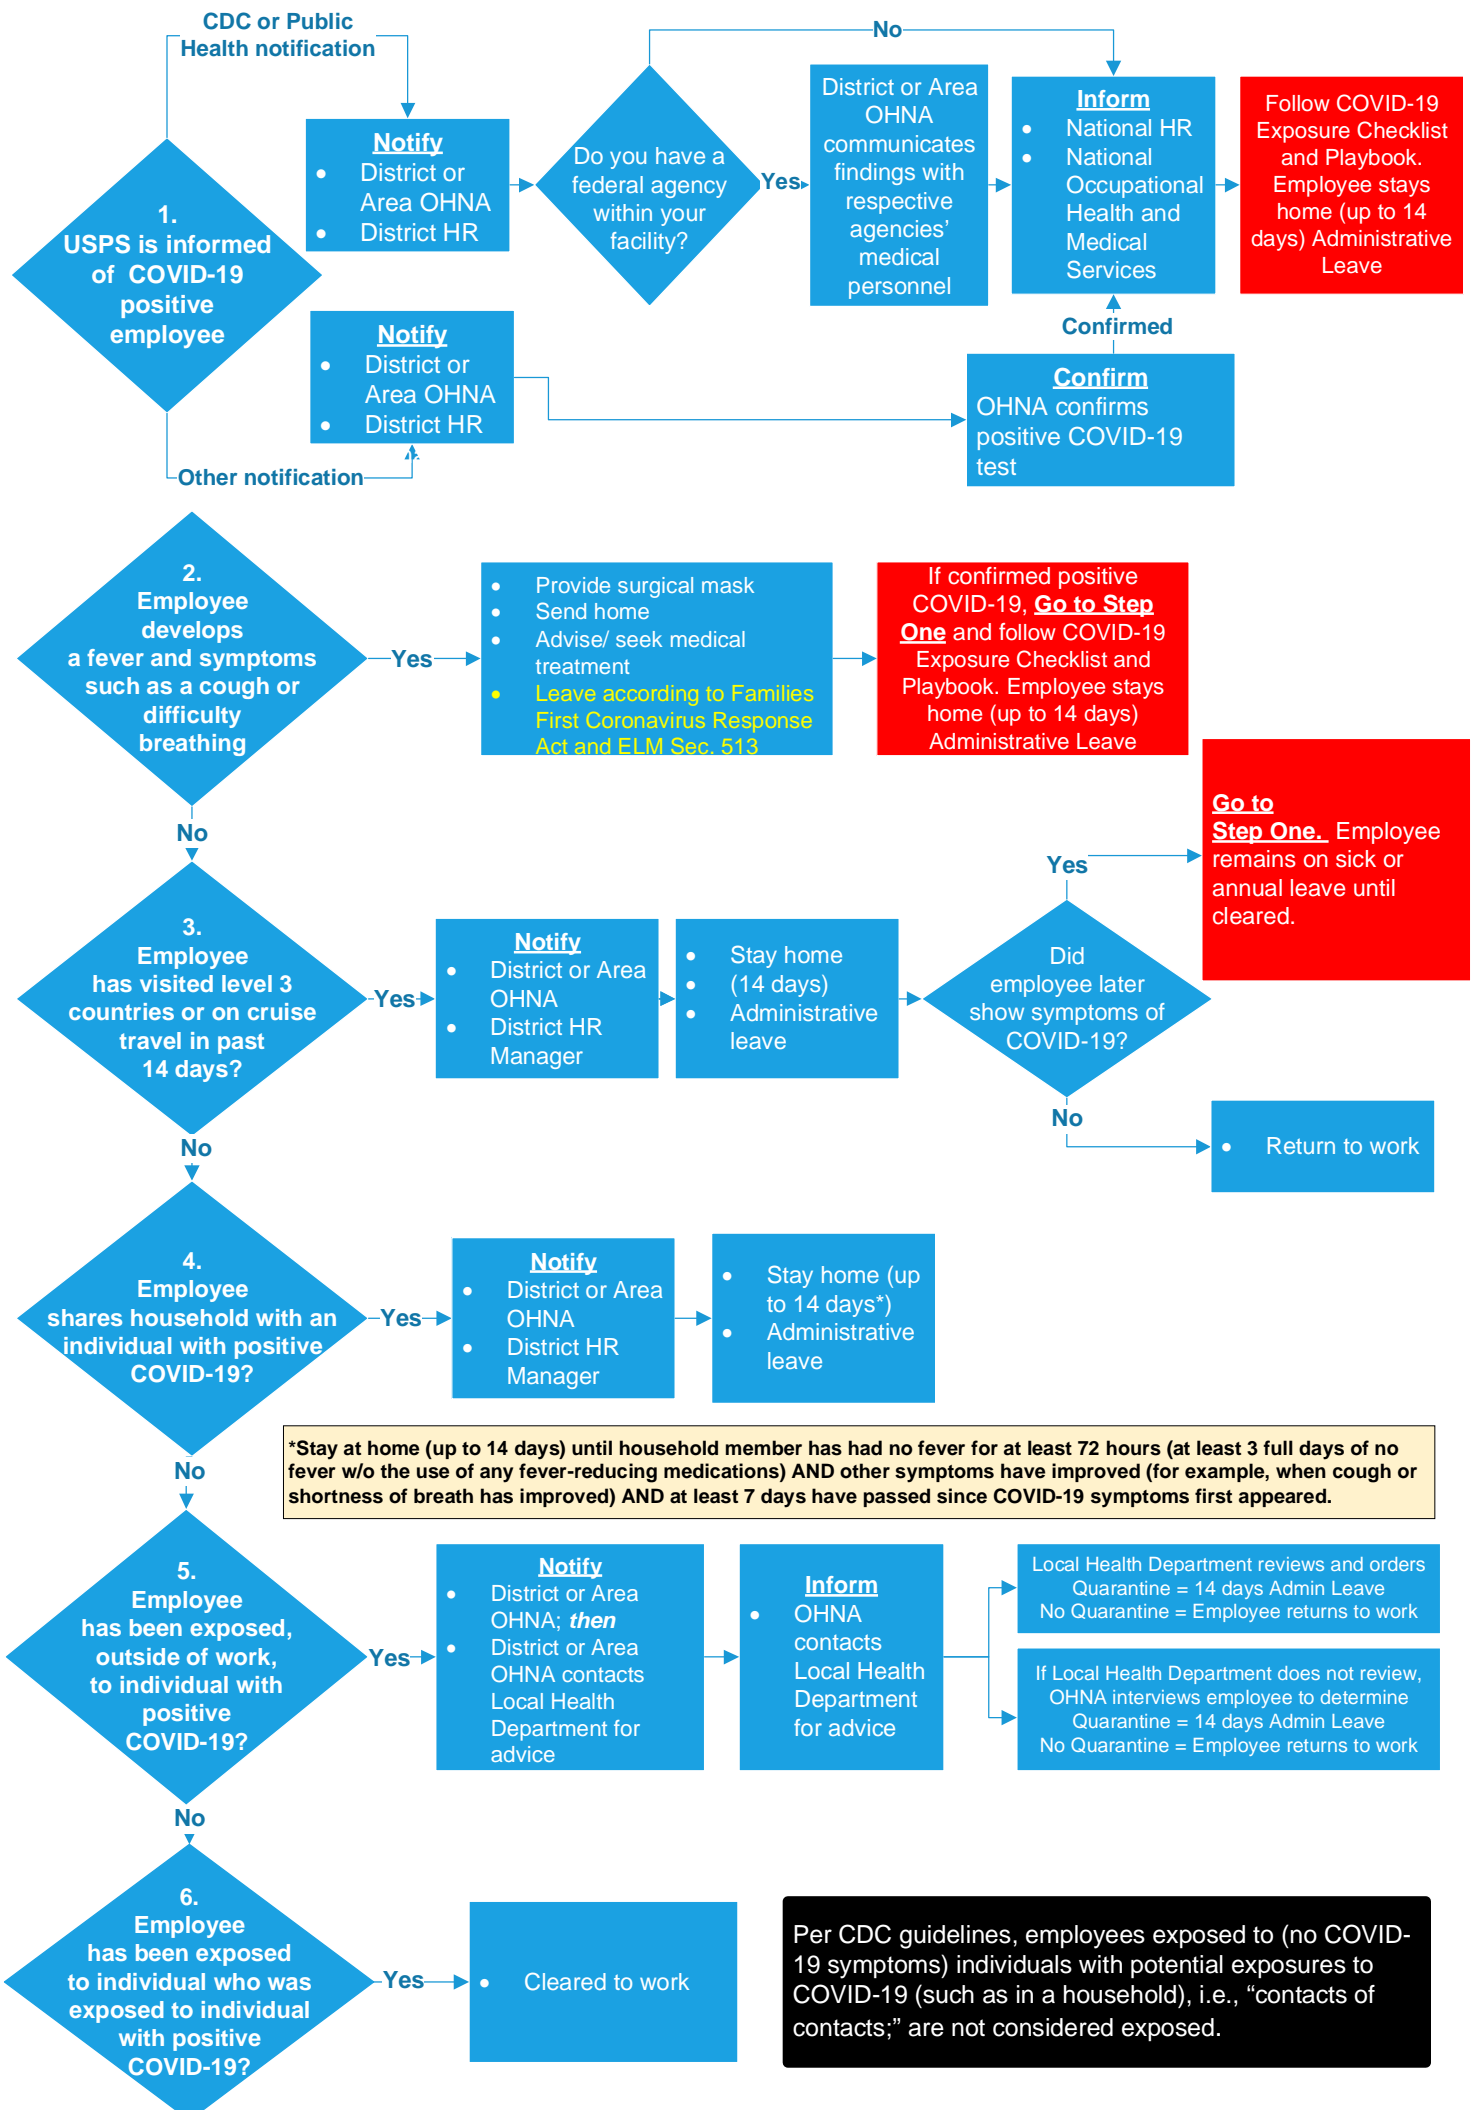 CDC or Public
Health notification
No
1.
USPS is informed
of COVID-19
positive
employee
Notify
• District or
Area OHNA
• District HR
Do you have a
federal agency
within your
facility?
Yes
District or Area
OHNA
communicates
findings with
respective
agencies’
medical
personnel
Inform
• National HR
• National
Occupational
Health and
Medical
Services
Follow COVID-19
Exposure Checklist
and Playbook.
Employee stays
home (up to 14
days) Administrative
Leave
Notify
• District or
Area OHNA
• District HR
Confirmed
Confirm
OHNA confirms
positive COVID-19
test
Other notification
2.
Employee
develops
a fever and symptoms
such as a cough or
difficulty
breathing
Yes
• Provide surgical mask
• Send home
• Advise/ seek medical
treatment
• Leave according to Families
First Coronavirus Response
Act and ELM Sec. 513
If confirmed positive
COVID-19, Go to Step
One and follow COVID-19
Exposure Checklist and
Playbook. Employee stays
home (up to 14 days)
Administrative Leave
No
3.
Employee
has visited level 3
countries or on cruise
travel in past
14 days?
Yes
Notify
• District or Area
OHNA
• District HR
Manager
• Stay home
• (14 days)
• Administrative
leave
Did
employee later
show symptoms of
COVID-19?
Yes
Go to
Step One. Employee
remains on sick or
annual leave until
cleared.
No
• Return to work
No
4.
Employee
shares household with an
individual with positive
COVID-19?
Yes
Notify
• District or Area
OHNA
• District HR
Manager
• Stay home (up
to 14 days*)
• Administrative
leave
*Stay at home (up to 14 days) until household member has had no fever for at least 72 hours (at least 3 full days of no
fever w/o the use of any fever-reducing medications) AND other symptoms have improved (for example, when cough or
shortness of breath has improved) AND at least 7 days have passed since COVID-19 symptoms first appeared.
No
5.
Employee
has been exposed,
outside of work,
to individual with
positive
COVID-19?
Yes
Notify
• District or Area
OHNA; then
• District or Area
OHNA contacts
Local Health
Department for
advice
Inform
• OHNA
contacts
Local Health
Department
for advice
Local Health Department reviews and orders
Quarantine = 14 days Admin Leave
No Quarantine = Employee returns to work
If Local Health Department does not review,
OHNA interviews employee to determine
Quarantine = 14 days Admin Leave
No Quarantine = Employee returns to work
No
6.
Employee
has been exposed
to individual who was
exposed to individual
with positive
COVID-19?
Yes
• Cleared to work
Per CDC guidelines, employees exposed to (no COVID-
19 symptoms) individuals with potential exposures to
COVID-19 (such as in a household), i.e., “contacts of
contacts;” are not considered exposed.